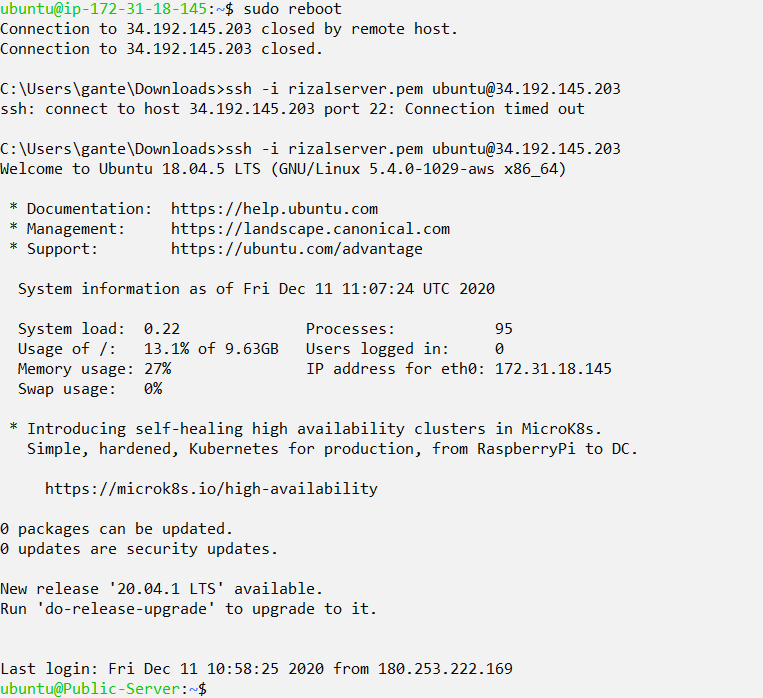 ubuntu@ip-172-31-18-145:~$ sudo reboot
Connection to 34.192.145.203 closed by remote host.
Connection to 34.192.145.203 closed.
C:\Users\gante\Downloads>ssh -i rizalserver.pem ubuntu@34.192.145.203
ssh: connect to host 34.192.145.203 port 22: Connection timed out
C:\Users\gante\Downloads>ssh -i rizalserver.pem ubuntu@34.192.145.203
Welcome to Ubuntu 18.04.5 LTS (GNU/Linux 5.4.0-1029-aws x86_64)
* Documentation:  https://help.ubuntu.com
* Management:     https://landscape.canonical.com
* Support:        https://ubuntu.com/advantage
System information as of Fri Dec 11 11:07:24 UTC 2020
System load:  0.22              Processes:           95
Usage of /:   13.1% of 9.63GB   Users logged in:     0
Memory usage: 27%               IP address for eth0: 172.31.18.145
Swap usage:   0%
* Introducing self-healing high availability clusters in MicroK8s.
Simple, hardened, Kubernetes for production, from RaspberryPi to DC.
https://microk8s.io/high-availability
0 packages can be updated.
0 updates are security updates.
New release '20.04.1 LTS' available.
Run 'do-release-upgrade' to upgrade to it.
Last login: Fri Dec 11 10:58:25 2020 from 180.253.222.169
ubuntu@Public-Server:~$